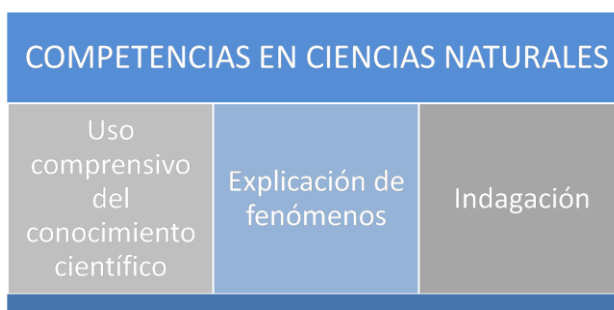 COMPETENCIAS EN CIENCIAS NATURALES
Uso
comprensivo
del
conocimiento
científico
Explicación de
fenómenos
Indagación